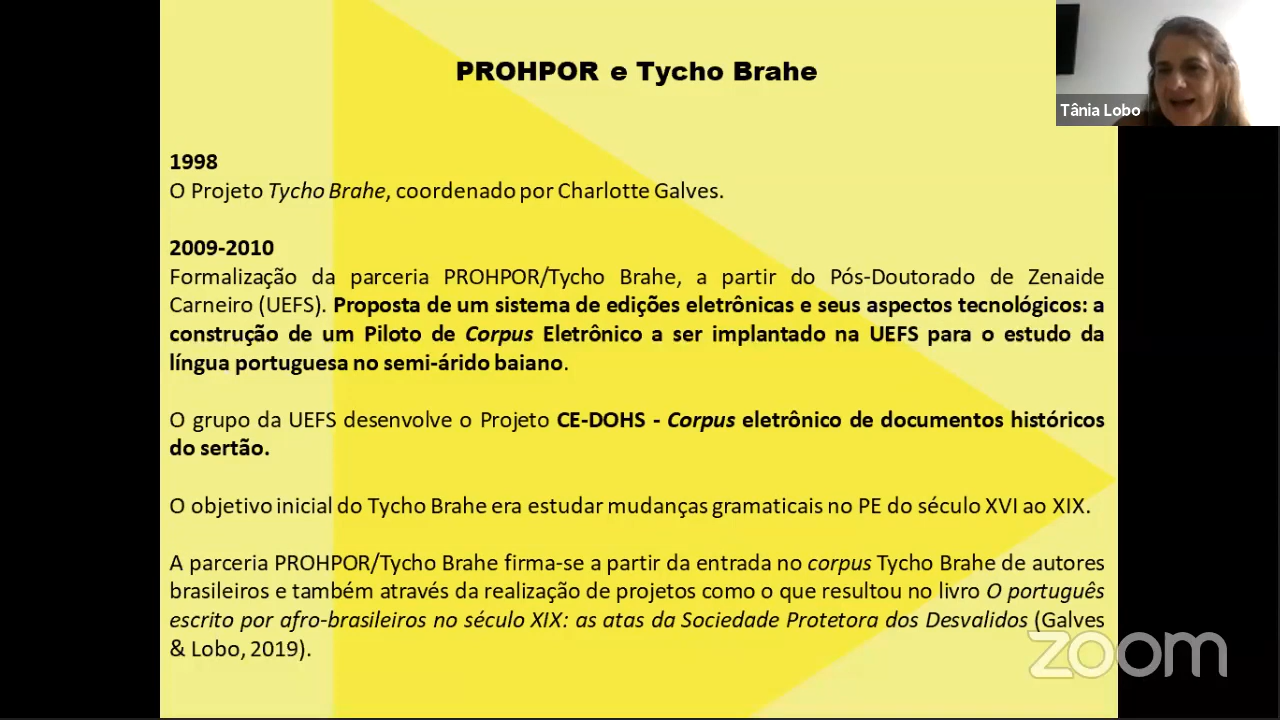 PROHPOR e Tycho Brahe
Tânia Lobo
1998
O Projeto Tycho Brahe, coordenado por Charlotte Galves.
2009-2010
Formalização da parceria PROHPOR/Tycho Brahe, a partir do Pós-Doutorado de Zenaide
Carneiro (UEFS). Proposta de um sistema de edições eletrônicas e seus aspectos tecnológicos: a
construção de um Piloto de Corpus Eletrônico a ser implantado na UEFS para o estudo da
língua portuguesa no semi-árido baiano.
O grupo da UEFS desenvolve o Projeto CE-DOHS - Corpus eletrônico de documentos históricos
do sertão.
O objetivo inicial do Tycho Brahe era estudar mudanças gramaticais no PE do século XVI ao XIX.
A parceria PROHPOR/Tycho Brahe firma-se a partir da entrada no corpus Tycho Brahe de autores
brasileiros e também através da realização de projetos como o que resultou no livro O português
escrito por afro-brasileiros no século XIX: as atas da Sociedade Protetora dos Desvalidos (Galves
& Lobo, 2019).
zoom